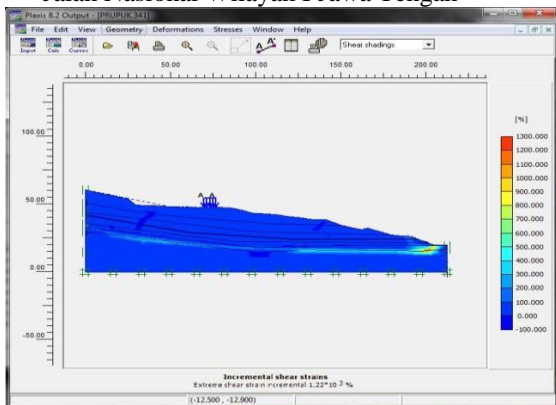 Jalan Nasional Wilayah I Jawa Tengah
Plaxis 8.2 Output - [PRUPUK.341]
File Edit View Geometry Deformations Stresses Window Help
Input Calc Curves Shear shadings
0.00 50.00 100.00 150.00 200.00
[%]
1300.000
100.00
1200.000
1100.000
1000.000
900.000
50.00
A A
800.000
700.000
600.000
500.000
400.000
0.00
300.000
200.000
100.000
0.000
-100.000
-50.00
Incremental shear strains
Extreme shear strain incremental 1.22*10 3 %
(-12.500 , -12.900)